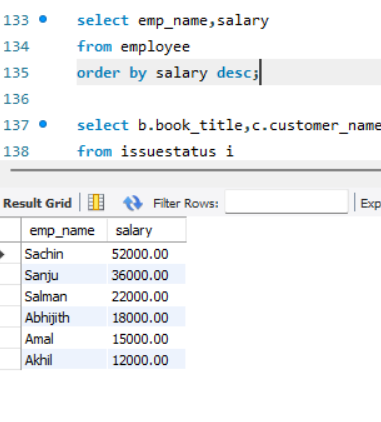 133 select emp_name,salary
134 from employee
135 order by salary desc;
136
137 select b.book_title,c.customer_name
138 from issuestatus i
Result Grid Filter Rows: Exp
emp_name salary
Sachin 52000.00
Sanju 36000.00
Salman 22000.00
Abhijith 18000.00
Amal 15000.00
Akhil 12000.00